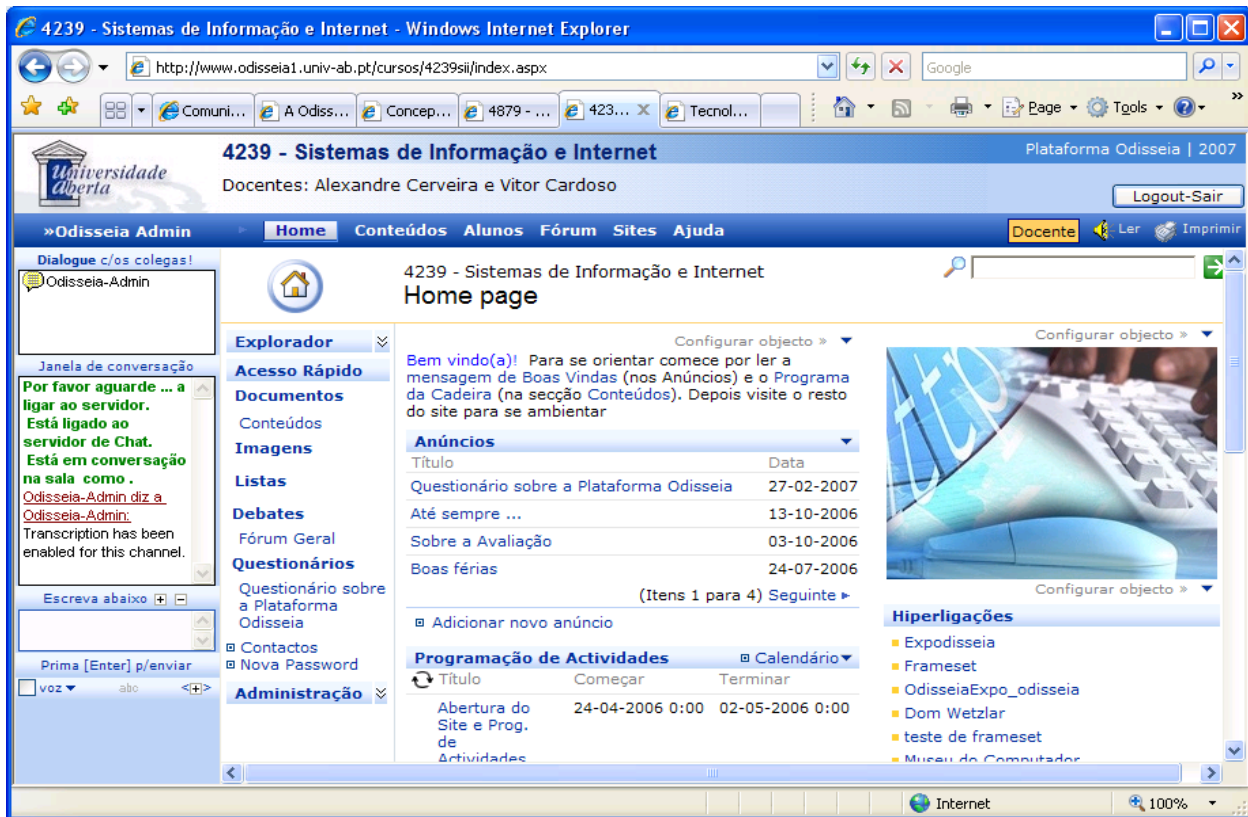 4239 - Sistemas de Informação e Internet - Windows Internet Explorer
http://www.odisseia1.univ-ab.pt/cursos/4239sii/index.aspx
Google
Comuni...
A Odiss...
Concep...
4879 - ...
423...
Tecnol...
Page
Tools
Universidade
Aberta
4239 - Sistemas de Informação e Internet
Plataforma Odisseia | 2007
Docentes: Alexandre Cerveira e Vitor Cardoso
Logout-Sair
»Odisseia Admin
Home Conteúdos Alunos Fórum Sites Ajuda
Docente
Ler
Imprimir
Dialogue c/os colegas!
Odisseia-Admin
Janela de conversação
Por favor aguarde ... a
ligar ao servidor.
Está ligado ao
servidor de Chat.
Está em conversação
na sala como .
Odisseia-Admin diz a
Odisseia-Admin:
Transcription has been
enabled for this channel.
Escreva abaixo
Prima [Enter] p/enviar
voz
abc
<+>
4239 - Sistemas de Informação e Internet
Home page
Explorador
Acesso Rápido
Documentos
Conteúdos
Imagens
Listas
Debates
Fórum Geral
Questionários
Questionário sobre
a Plataforma
Odisseia
Contactos
Nova Password
Administração
Configurar objecto »
Bem vindo(a)! Para se orientar comece por ler a
mensagem de Boas Vindas (nos Anúncios) e o Programa
da Cadeira (na secção Conteúdos). Depois visite o resto
do site para se ambientar
Anúncios
Título Data
Questionário sobre a Plataforma Odisseia 27-02-2007
Até sempre ... 13-10-2006
Sobre a Avaliação 03-10-2006
Boas férias 24-07-2006
(Itens 1 para 4) Seguinte
Adicionar novo anúncio
Programação de Actividades Calendário
Título Começar Terminar
Abertura do 24-04-2006 0:00 02-05-2006 0:00
Site e Prog.
de
Actividades
Configurar objecto »
http
Configurar objecto »
Hiperligações
Expodisseia
Frameset
OdisseiaExpo_odisseia
Dom Wetzlar
teste de frameset
Museu do Computador
Internet
100%